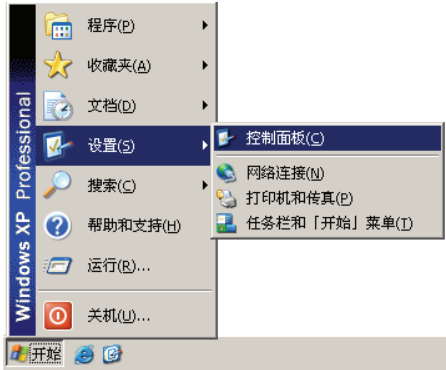 程序(P)
收藏夹(A)
文档(D)
设置(S)
搜索(C)
帮助和支持(H)
运行(R)...
关机(U)...
Windows XP Professional
控制面板(C)
网络连接(N)
打印机和传真(P)
任务栏和「开始」菜单(T)
开始